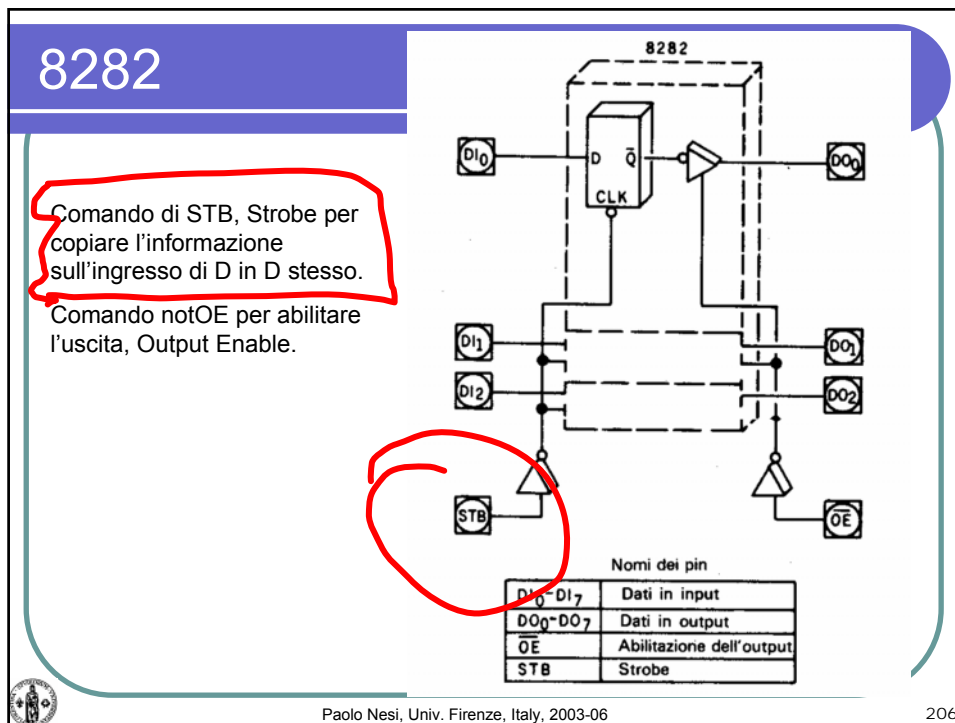 8282
Comando di STB, Strobe per
copiare l'informazione
sull'ingresso di D in D stesso.
Comando notOE per abilitare
l'uscita, Output Enable.
8282
DI0
D Q̅
CLK
DO0
DI1
DO1
DI2
DO2
STB
O̅E̅
Nomi dei pin
DI0-DI7 Dati in input
DO0-DO7 Dati in output
O̅E̅ Abilitazione dell'output
STB Strobe
Paolo Nesi, Univ. Firenze, Italy, 2003-06
206